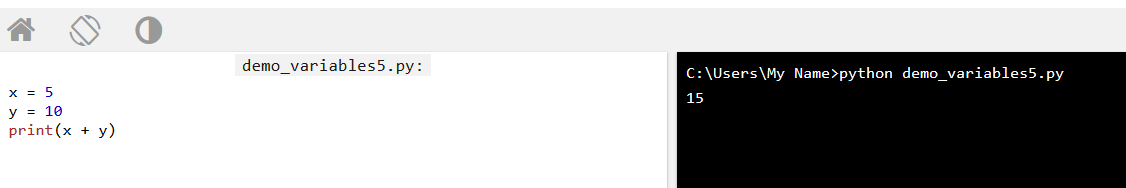 demo_variables5.py:
x = 5
y = 10
print(x + y)
C:\Users\My Name>python demo_variables5.py
15